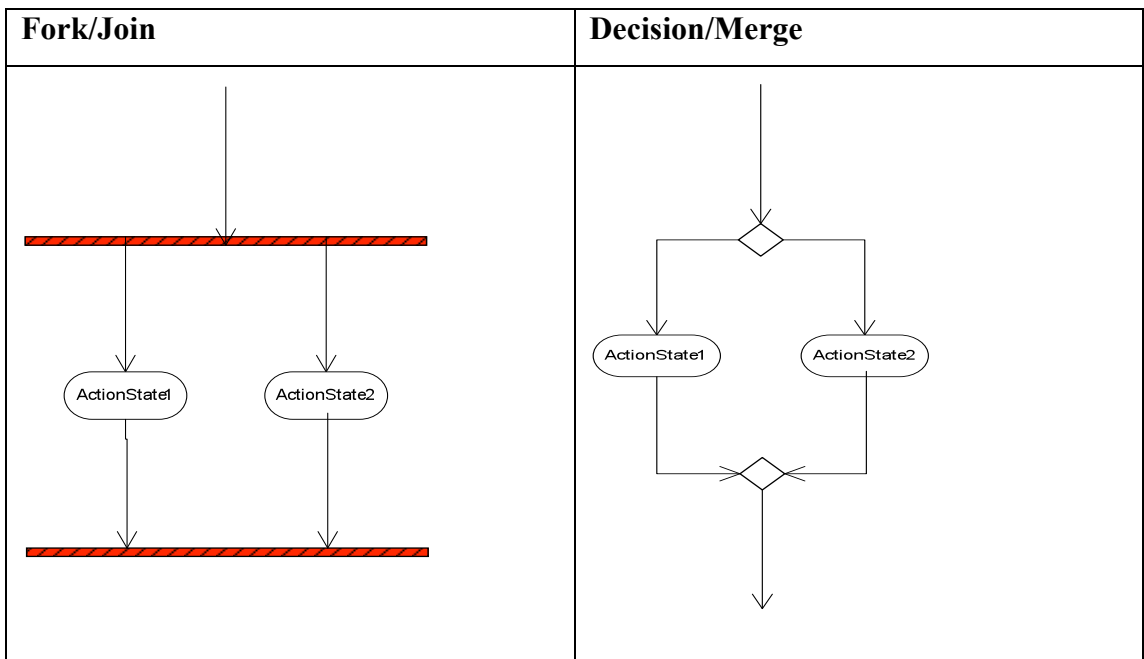 Fork/Join
Decision/Merge
ActionState1
ActionState2
ActionState1
ActionState2